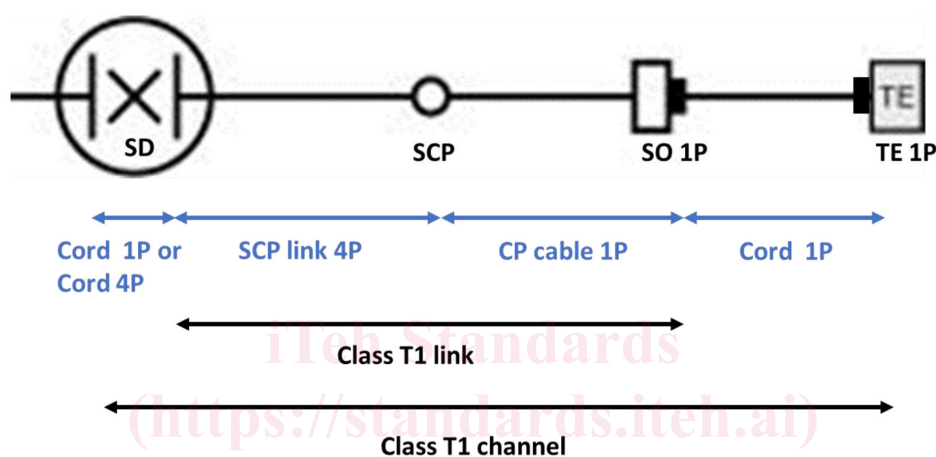 TE
SD
SCP
SO 1P
TE 1P
Cord 1P or
Cord 4P
SCP link 4P
CP cable 1P
Cord 1P
iTeh Standards
Class T1 link
(https://standards.iteh.ai)
Class T1 channel